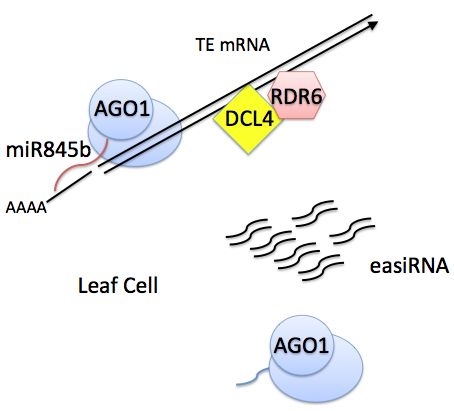 TE mRNA
AGO1
RDR6
DCL4
miR845b
AAAA
easiRNA
Leaf Cell
AGO1